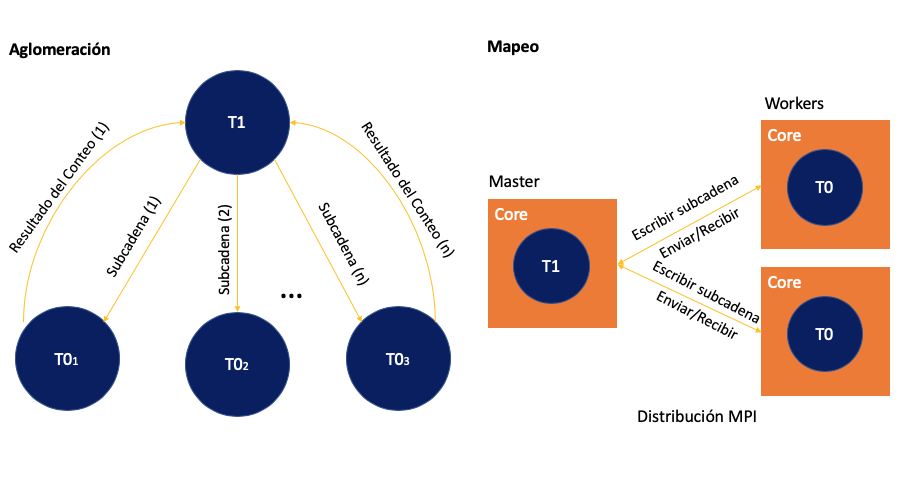 Aglomeración
T1
Resultado del Conteo (1)
Subcadena (1)
Subcadena (2)
Subcadena (n)
Resultado del Conteo (n)
...
T01
T02
T03
Mapeo
Master
Core
T1
Workers
Core
T0
Escribir subcadena
Enviar/Recibir
Escribir subcadena
Enviar/Recibir
Core
T0
Distribución MPI